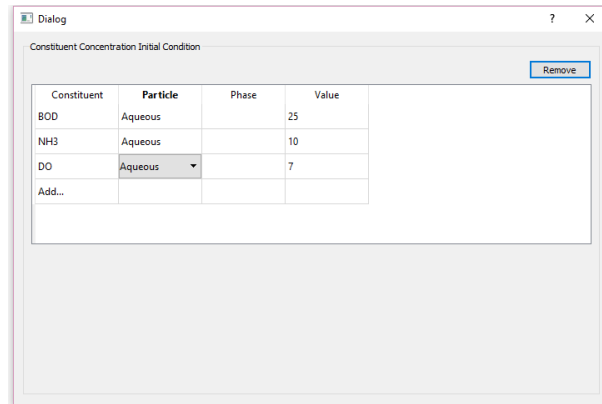 Dialog ? ×
Constituent Concentration Initial Condition
Remove
Constituent Particle Phase Value
BOD Aqueous 25
NH3 Aqueous 10
DO Aqueous 7
Add...